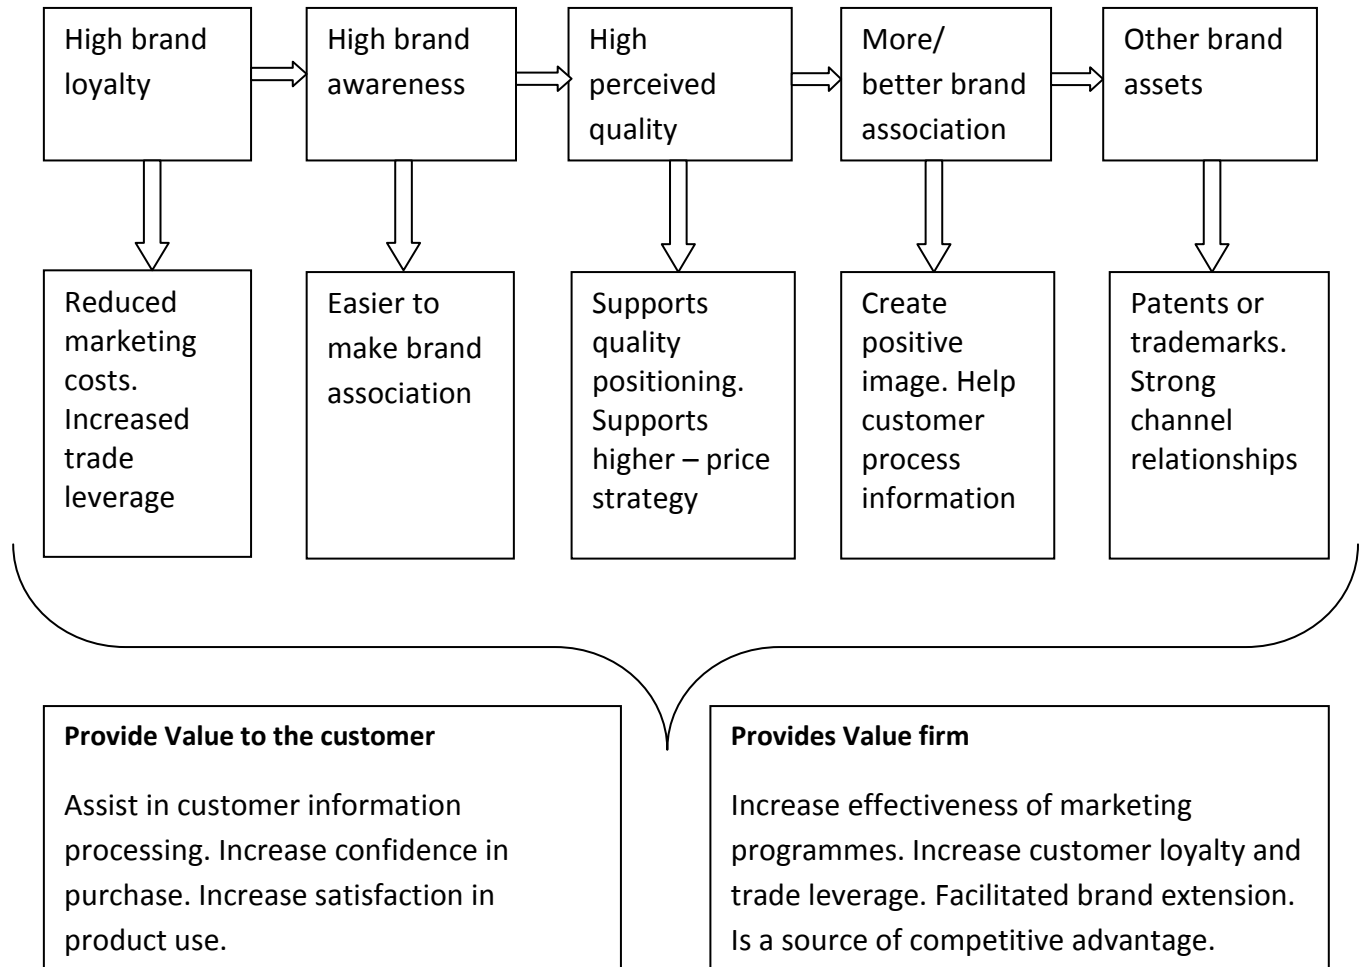 High brand
loyalty
High brand
awareness
High
perceived
quality
More/
better brand
association
Other brand
assets
Reduced
marketing
costs.
Increased
trade
leverage
Easier to
make brand
association
Supports
quality
positioning.
Supports
higher – price
strategy
Create
positive
image. Help
customer
process
information
Patents or
trademarks.
Strong
channel
relationships
Provide Value to the customer
Assist in customer information
processing. Increase confidence in
purchase. Increase satisfaction in
product use.
Provides Value firm
Increase effectiveness of marketing
programmes. Increase customer loyalty and
trade leverage. Facilitated brand extension.
Is a source of competitive advantage.